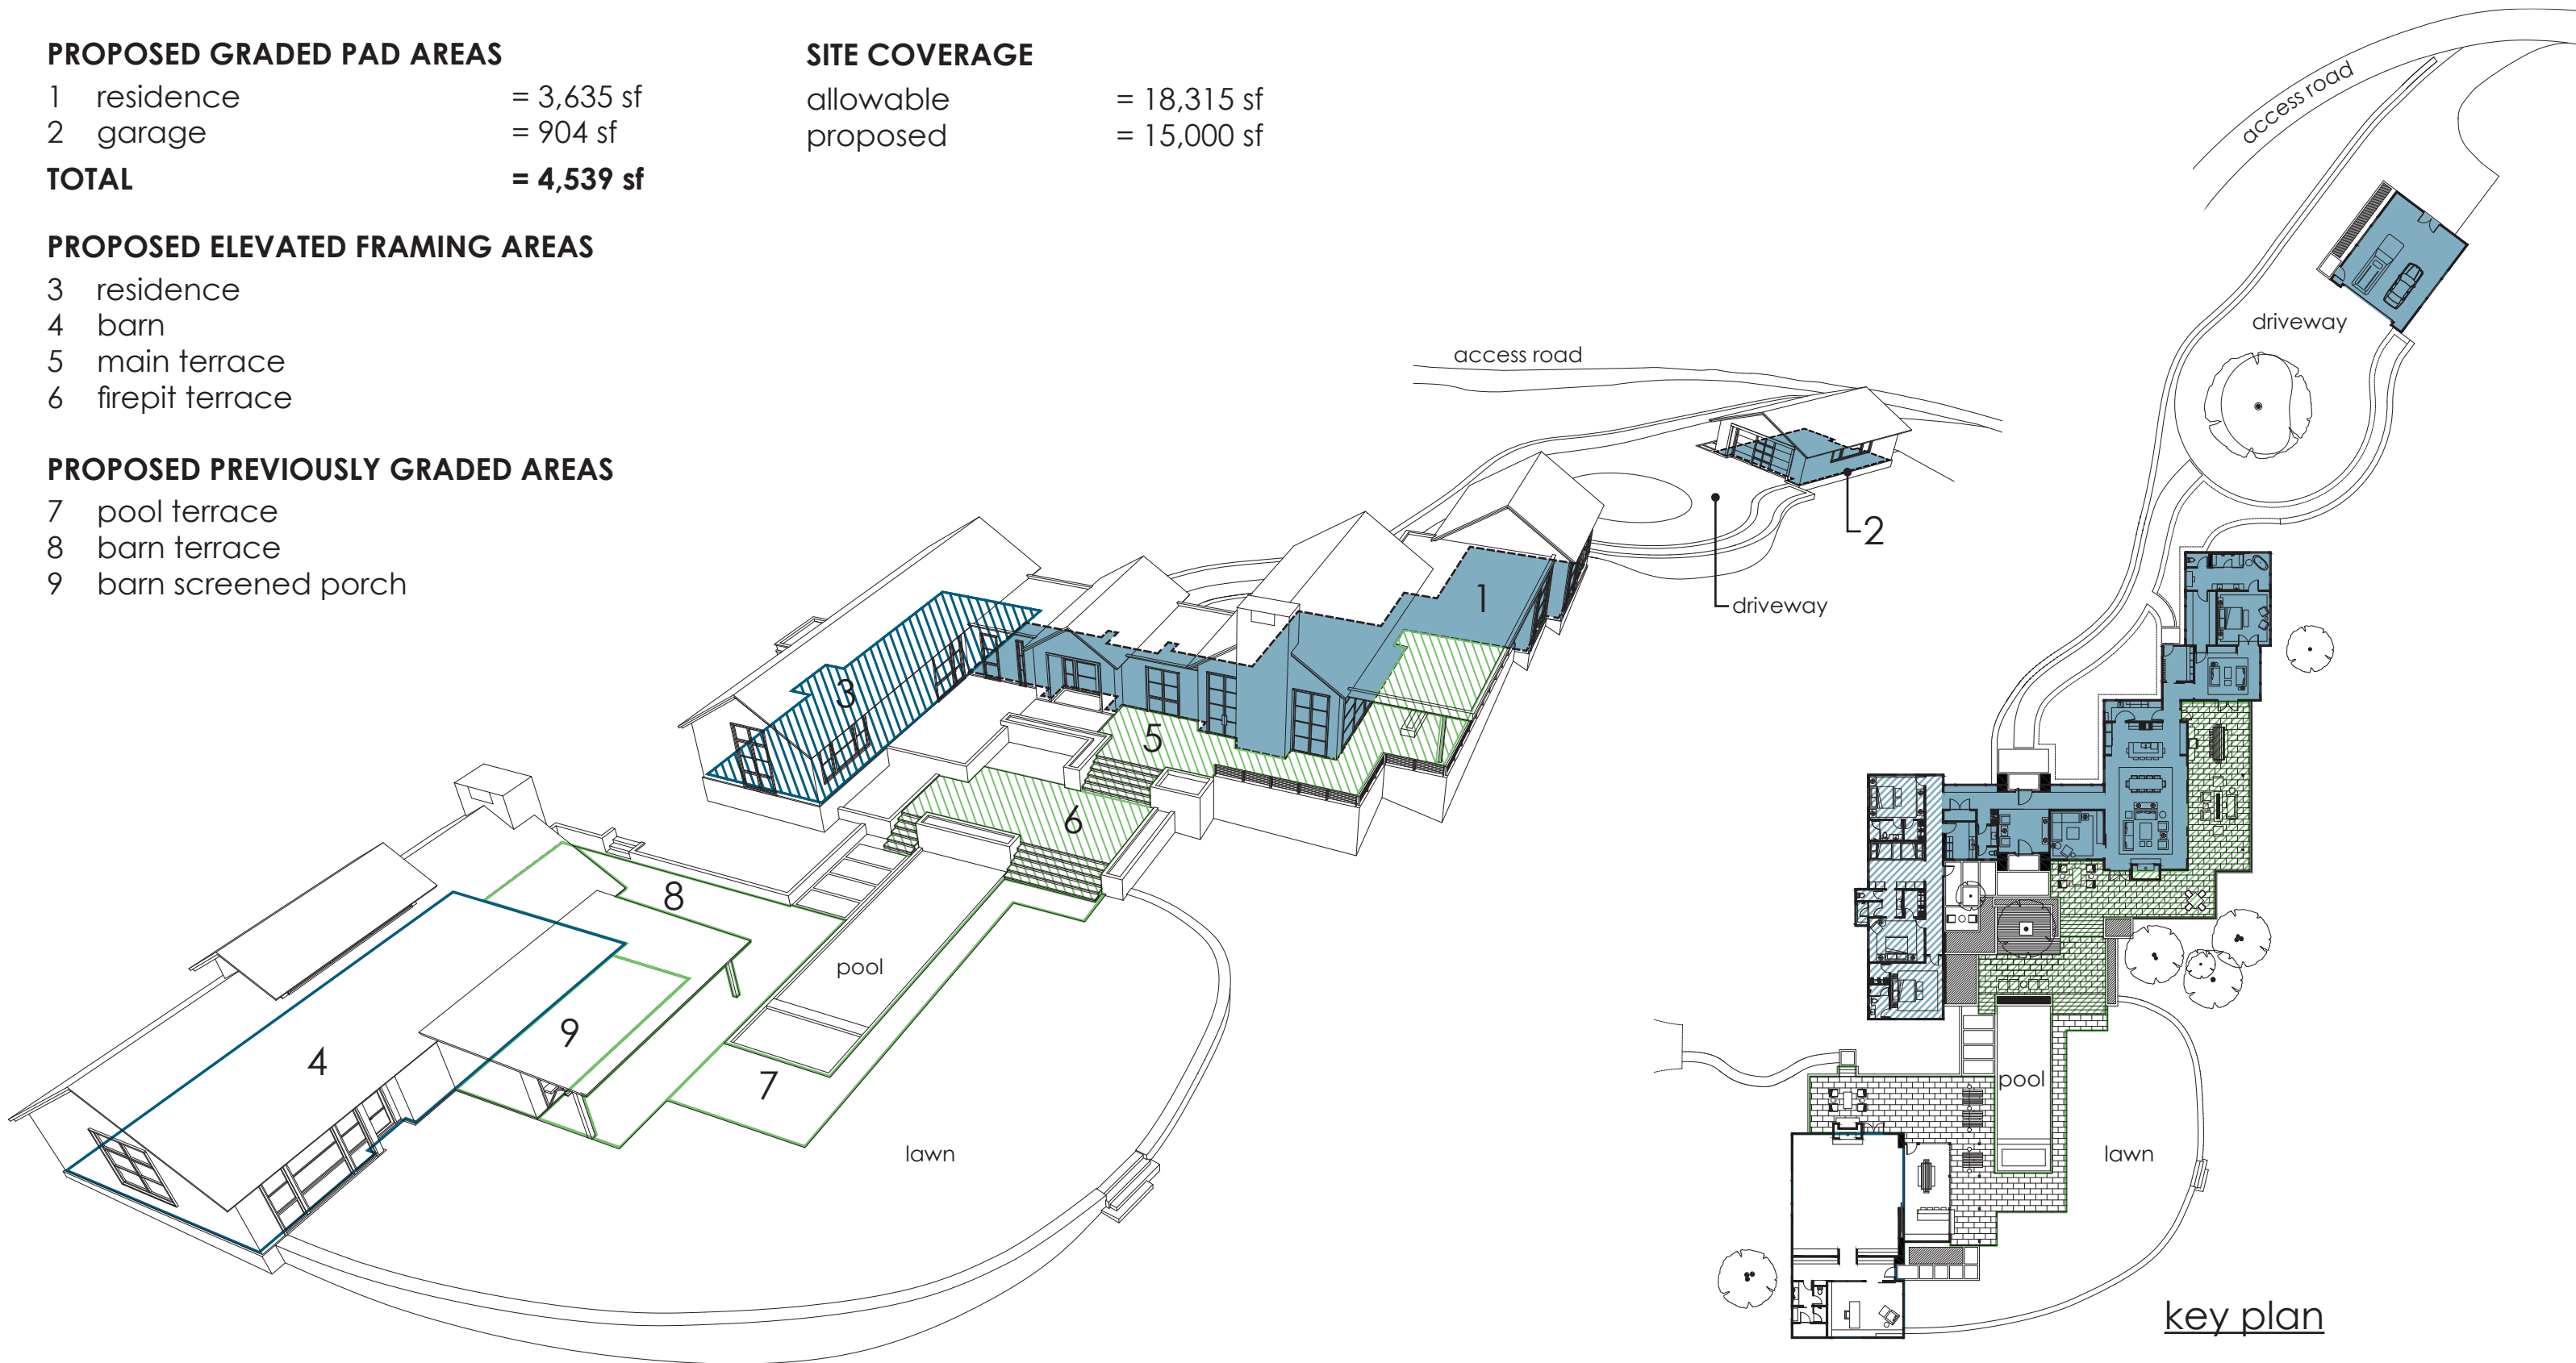 PROPOSED GRADED PAD AREAS
1 residence = 3,635 sf
2 garage = 904 sf
TOTAL = 4,539 sf
SITE COVERAGE
allowable = 18,315 sf
proposed = 15,000 sf
PROPOSED ELEVATED FRAMING AREAS
3 residence
4 barn
5 main terrace
6 firepit terrace
PROPOSED PREVIOUSLY GRADED AREAS
7 pool terrace
8 barn terrace
9 barn screened porch
access road
2
driveway
1
3
5
6
8
pool
9
4
7
lawn
access road
driveway
pool
lawn
key plan